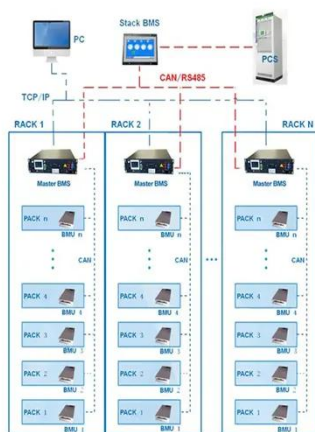 PC
Stack BMS
PCS
CAN/RS485
TCP/IP
RACK 1
RACK 2
RACK N
Master BMS
Master BMS
Master BMS
PACK n
BMU n
PACK n
BMU n
PACK n
BMU n
CAN
CAN
CAN
PACK 4
BMU 4
PACK 4
BMU 4
PACK 4
BMU 4
PACK 3
BMU 3
PACK 3
BMU 3
PACK 3
BMU 3
PACK 2
BMU 2
PACK 2
BMU 2
PACK 2
BMU 2
PACK 1
BMU 1
PACK 1
BMU 1
PACK 1
BMU 1